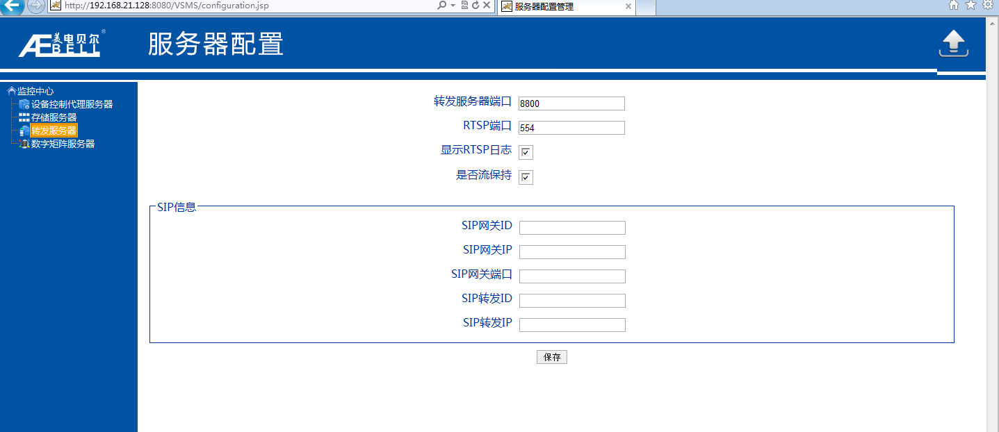 http://192.168.21.128:8080/VSMS/configuration.jsp
服务器配置管理
美电贝尔®
AEBELL
服务器配置
监控中心
设备控制代理服务器
存储服务器
转发服务器
数字矩阵服务器
转发服务器端口 8800
RTSP端口 554
显示RTSP日志
是否流保持
SIP信息
SIP网关ID
SIP网关IP
SIP网关端口
SIP转发ID
SIP转发IP
保存